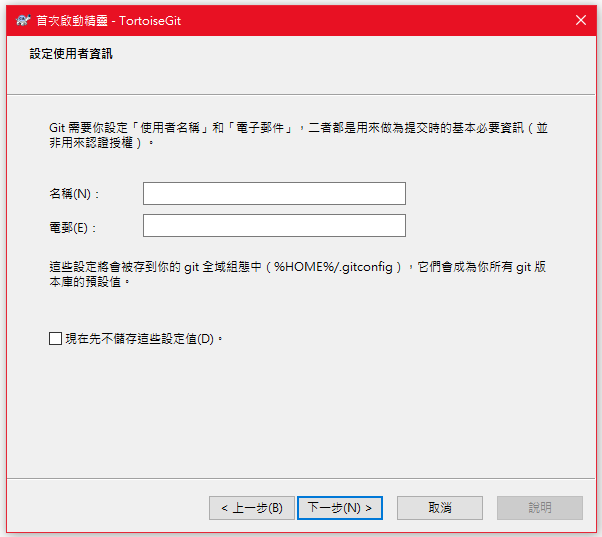 首次啟動精靈 - TortoiseGit
設定使用者資訊
Git 需要你設定「使用者名稱」和「電子郵件」，二者都是用來做為提交時的基本必要資訊（並
非用來認證授權）。
名稱(N)：
電郵(E)：
這些設定將會被存到你的 git 全域組態中（%HOME%/.gitconfig），它們會成為你所有 git 版
本庫的預設值。
現在先不儲存這些設定值(D)。
< 上一步(B)
下一步(N) >
取消
說明